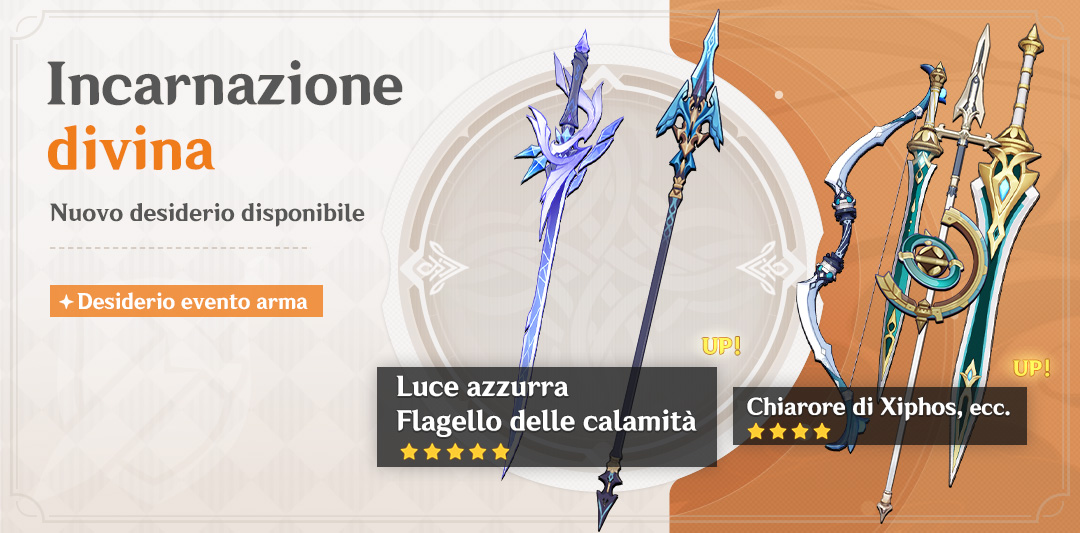 Incarnazione
divina
Nuovo desiderio disponibile
Desiderio evento arma
UP!
Luce azzurra
Flagello delle calamità
UP!
Chiarore di Xiphos, ecc.